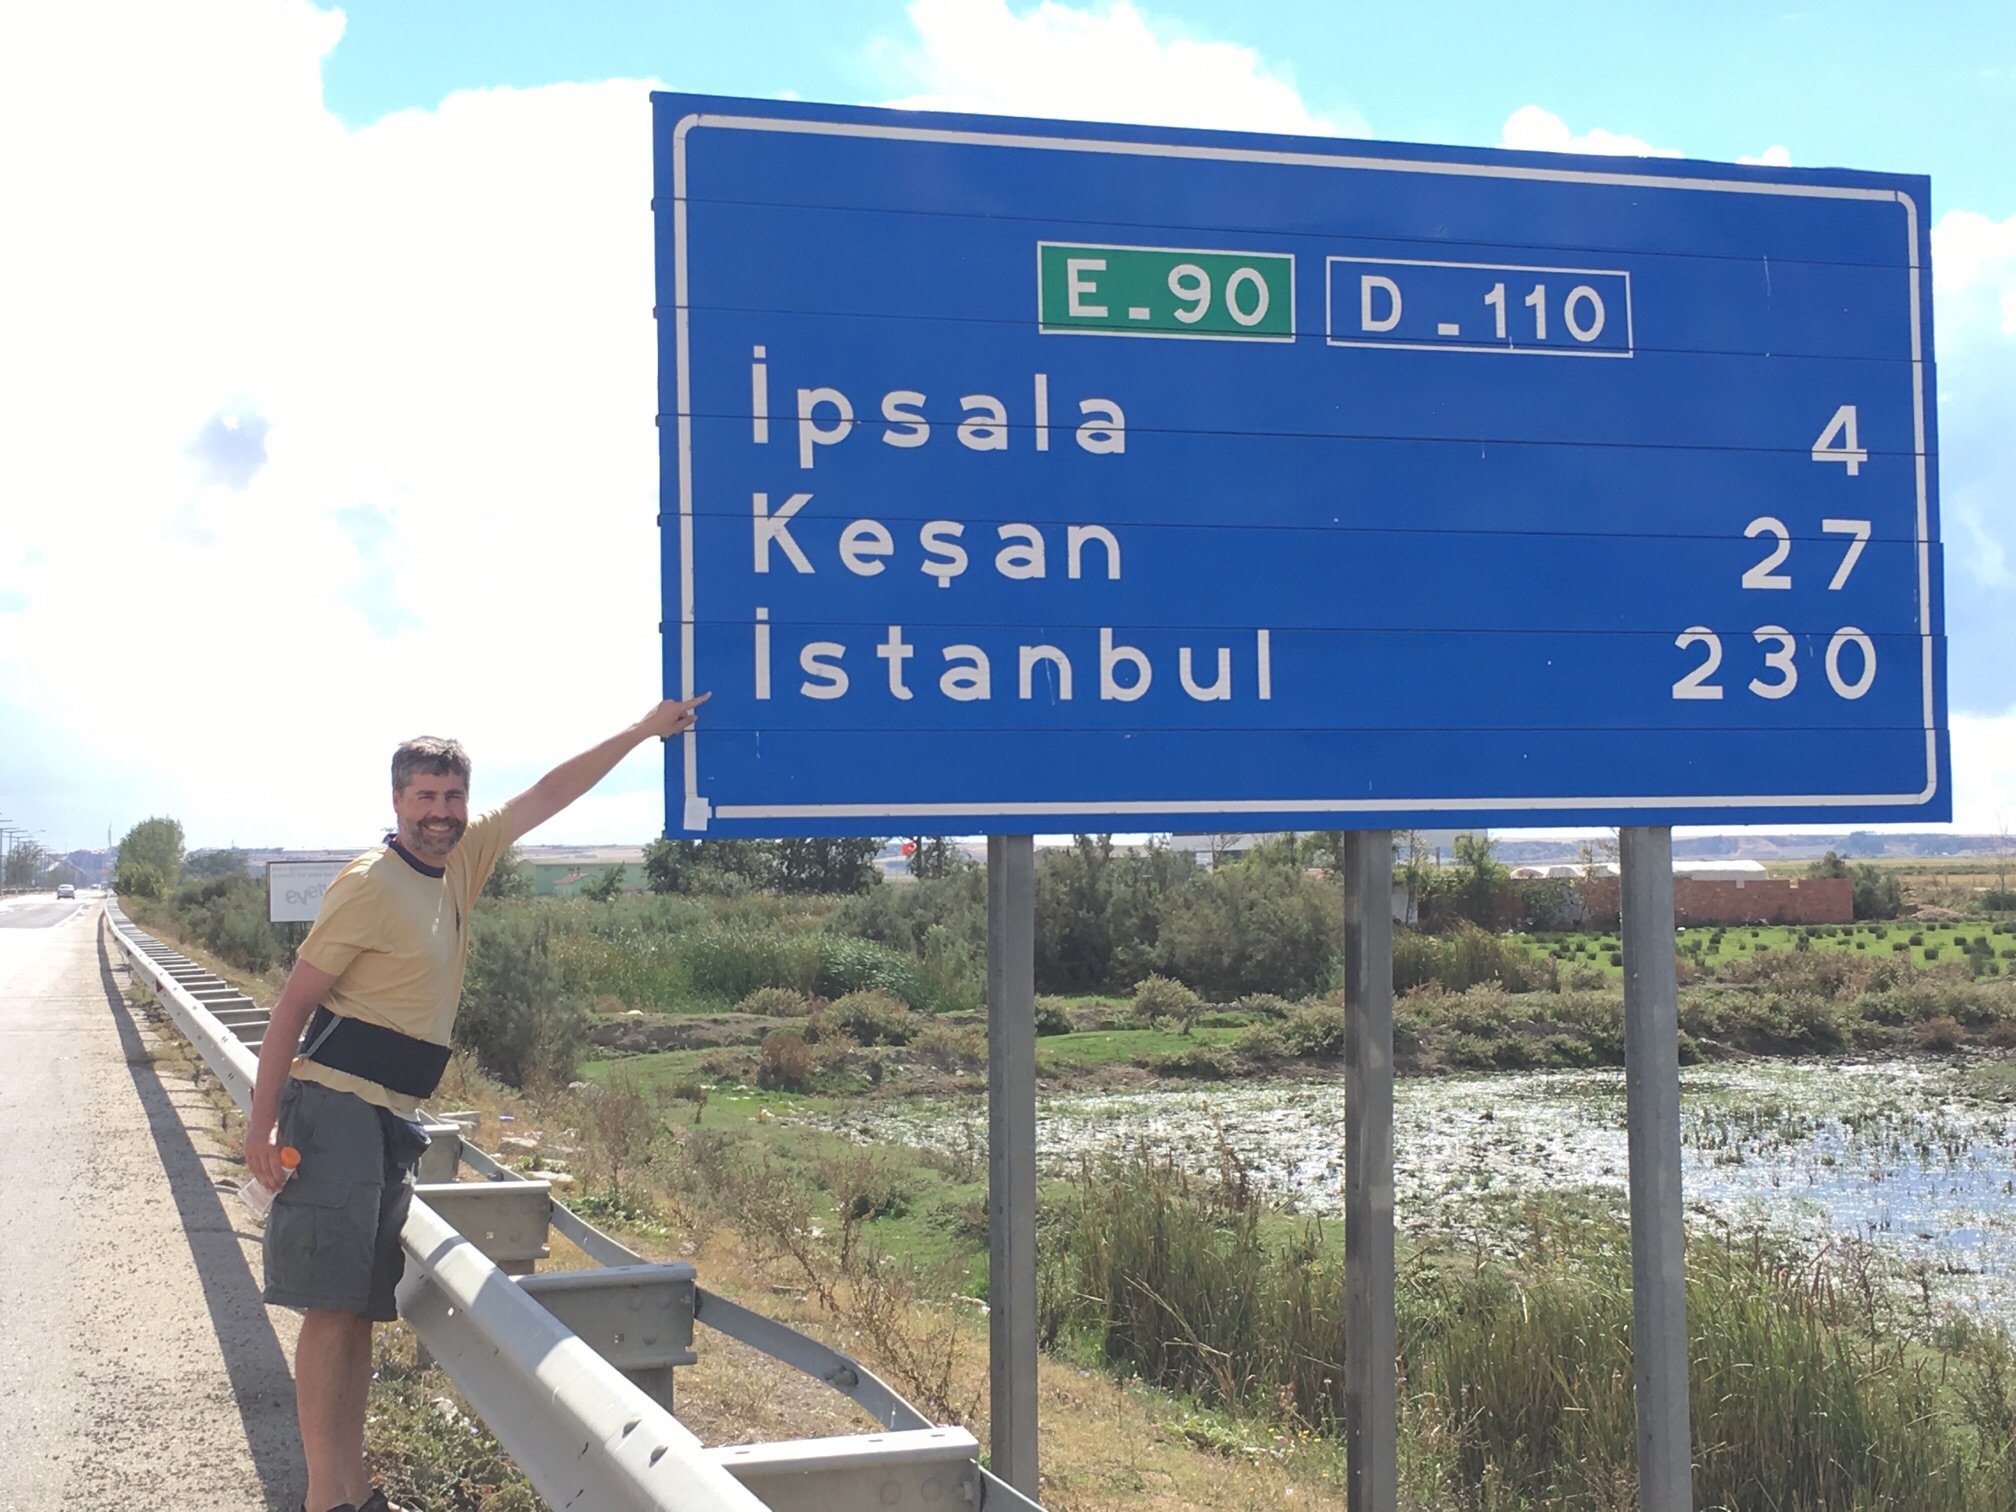 E-90 D-110
İpsala 4
Keşan 27
İstanbul 230